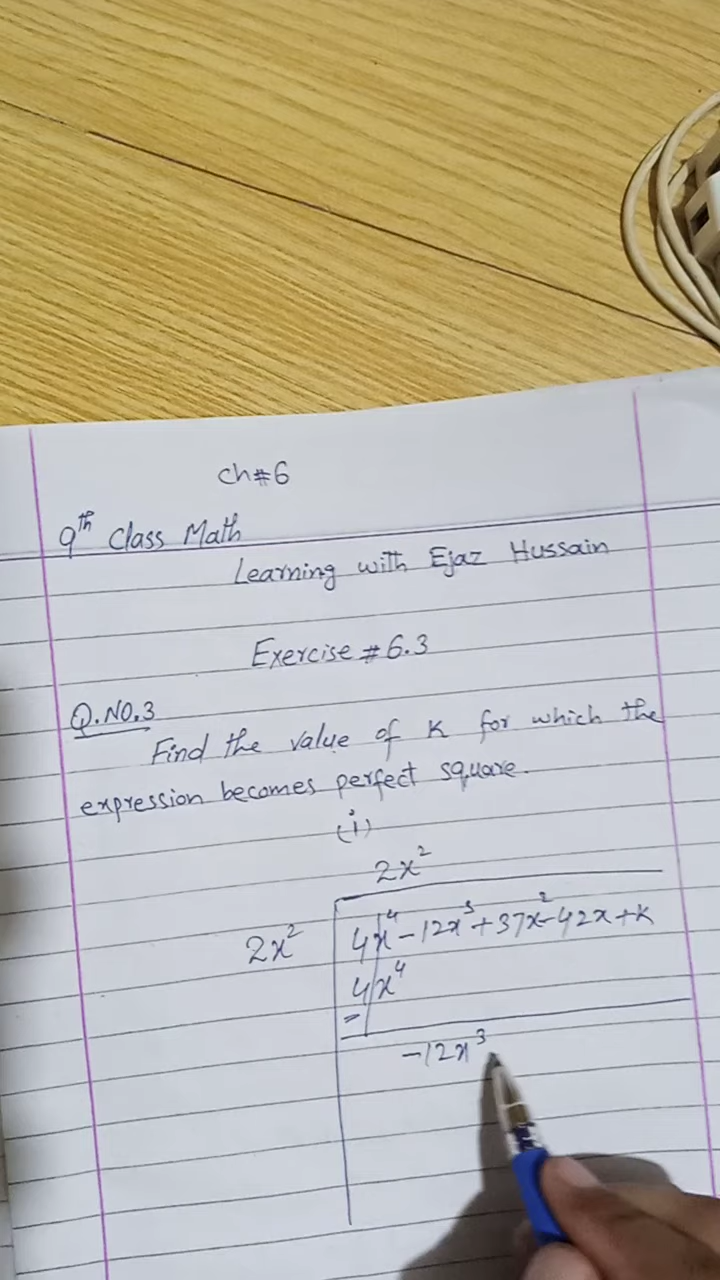 Ch#6
9th Class Math
Learning with Ejaz Hussain
Exercise #6.3
Q.NO.3
Find the value of K for which the
expression becomes perfect square.
(i)
2x²
2x² 4x⁴-12x³+37x²-42x+K
4x⁴
-12x³